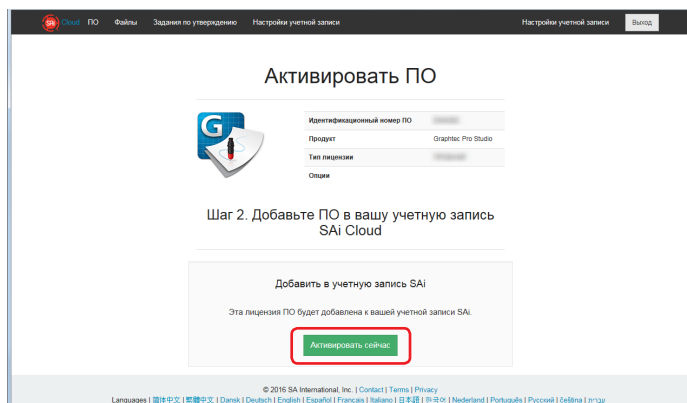 SAi Cloud ПО Файлы Задания по утверждению Настройки учетной записи Настройки учетной записи Выход
Активировать ПО
G
Идентификационный номер ПО
Продукт Graphtec Pro Studio
Тип лицензии
Опции
Шаг 2. Добавьте ПО в вашу учетную запись
SAi Cloud
Добавить в учетную запись SAi
Эта лицензия ПО будет добавлена к вашей учетной записи SAi.
Активировать сейчас
© 2016 SA International, Inc. | Contact | Terms | Privacy
Languages | 简体中文 | 繁體中文 | Dansk | Deutsch | English | Español | Français | Italiano | 日本語 | 한국어 | Nederland | Português | Русский | čeština | עברית